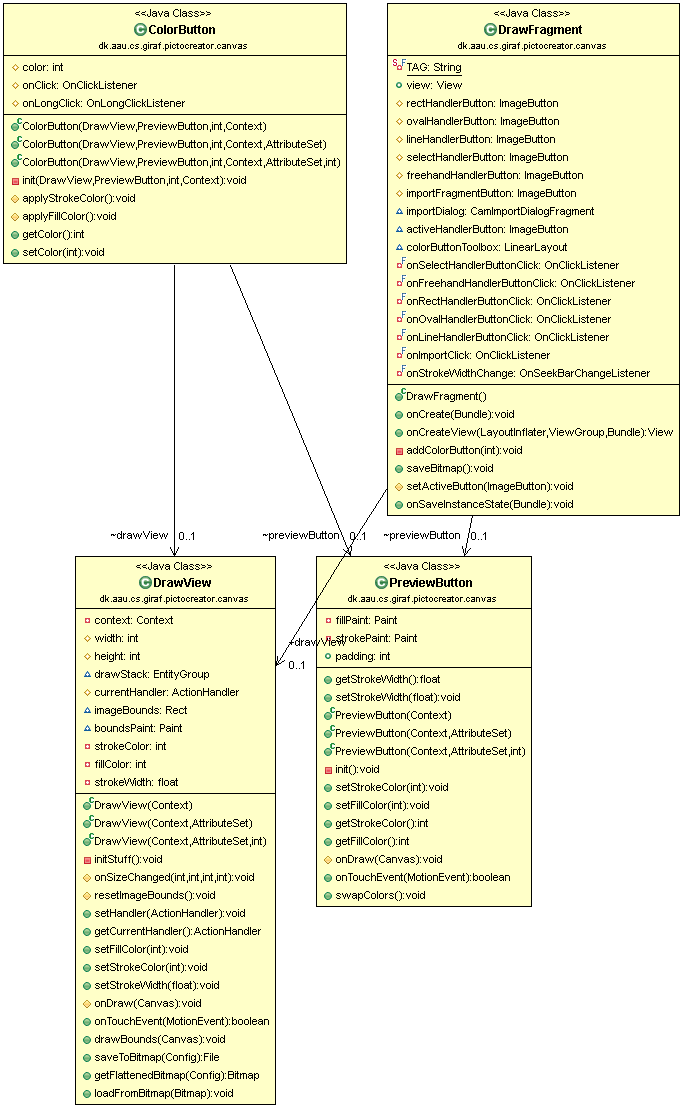 <<Java Class>>
ColorButton
dk.aau.cs.giraf.pictocreator.canvas
color: int
onClick: OnClickListener
onLongClick: OnLongClickListener
ColorButton(DrawView,PreviewButton,int,Context)
ColorButton(DrawView,PreviewButton,int,Context,AttributeSet)
ColorButton(DrawView,PreviewButton,int,Context,AttributeSet,int)
init(DrawView,PreviewButton,int,Context):void
applyStrokeColor():void
applyFillColor():void
getColor():int
setColor(int):void
<<Java Class>>
DrawFragment
dk.aau.cs.giraf.pictocreator.canvas
TAG: String
view: View
rectHandlerButton: ImageButton
ovalHandlerButton: ImageButton
lineHandlerButton: ImageButton
selectHandlerButton: ImageButton
freehandHandlerButton: ImageButton
importFragmentButton: ImageButton
importDialog: CamImportDialogFragment
activeHandlerButton: ImageButton
colorButtonToolbox: LinearLayout
onSelectHandlerButtonClick: OnClickListener
onFreehandHandlerButtonClick: OnClickListener
onRectHandlerButtonClick: OnClickListener
onOvalHandlerButtonClick: OnClickListener
onLineHandlerButtonClick: OnClickListener
onImportClick: OnClickListener
onStrokeWidthChange: OnSeekBarChangeListener
DrawFragment()
onCreate(Bundle):void
onCreateView(LayoutInflater,ViewGroup,Bundle):View
addColorButton(int):void
saveBitmap():void
setActiveButton(ImageButton):void
onSaveInstanceState(Bundle):void
~drawView 0..1
~previewButton 0..1
~previewButton 0..1
+drawView
0..1
<<Java Class>>
DrawView
dk.aau.cs.giraf.pictocreator.canvas
context: Context
width: int
height: int
drawStack: EntityGroup
currentHandler: ActionHandler
imageBounds: Rect
boundsPaint: Paint
strokeColor: int
fillColor: int
strokeWidth: float
DrawView(Context)
DrawView(Context,AttributeSet)
DrawView(Context,AttributeSet,int)
initStuff():void
onSizeChanged(int,int,int,int):void
resetImageBounds():void
setHandler(ActionHandler):void
getCurrentHandler():ActionHandler
setFillColor(int):void
setStrokeColor(int):void
setStrokeWidth(float):void
onDraw(Canvas):void
onTouchEvent(MotionEvent):boolean
drawBounds(Canvas):void
saveToBitmap(Config):File
getFlattenedBitmap(Config):Bitmap
loadFromBitmap(Bitmap):void
<<Java Class>>
PreviewButton
dk.aau.cs.giraf.pictocreator.canvas
fillPaint: Paint
strokePaint: Paint
padding: int
getStrokeWidth():float
setStrokeWidth(float):void
PreviewButton(Context)
PreviewButton(Context,AttributeSet)
PreviewButton(Context,AttributeSet,int)
init():void
setStrokeColor(int):void
setFillColor(int):void
getStrokeColor():int
getFillColor():int
onDraw(Canvas):void
onTouchEvent(MotionEvent):boolean
swapColors():void